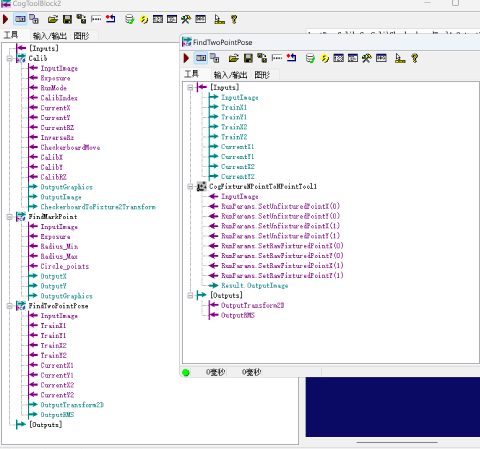 CogToolBlock2
工具 输入/输出 图形
[Inputs]
Calib
InputImage
Exposure
RunMode
CalibIndex
CurrentX
CurrentY
CurrentRZ
InverseRz
CheckerboardMove
CalibX
CalibY
CalibRZ
OutputGraphics
OutputImage
CheckerboardToFixture2Transform
FindMarkPoint
InputImage
Exposure
Radius_Min
Radius_Max
Circle_points
OutputX
OutputY
OutputGraphics
FindTwoPointPose
InputImage
TrainX1
TrainY1
TrainX2
TrainY2
CurrentX1
CurrentY1
CurrentX2
CurrentY2
OutputTransform2D
OutputRMS
[Outputs]
FindTwoPointPose
工具 输入/输出 图形
[Inputs]
InputImage
TrainX1
TrainY1
TrainX2
TrainY2
CurrentX1
CurrentY1
CurrentX2
CurrentY2
CogFixtureNPointToNPointTool1
InputImage
RunParams.SetUnfixturedPointX(0)
RunParams.SetUnfixturedPointY(0)
RunParams.SetUnfixturedPointX(1)
RunParams.SetUnfixturedPointY(1)
RunParams.SetRawFixturedPointX(0)
RunParams.SetRawFixturedPointY(0)
RunParams.SetRawFixturedPointX(1)
RunParams.SetRawFixturedPointY(1)
Result.OutputImage
[Outputs]
OutputTransform2D
OutputRMS
0毫秒 0毫秒